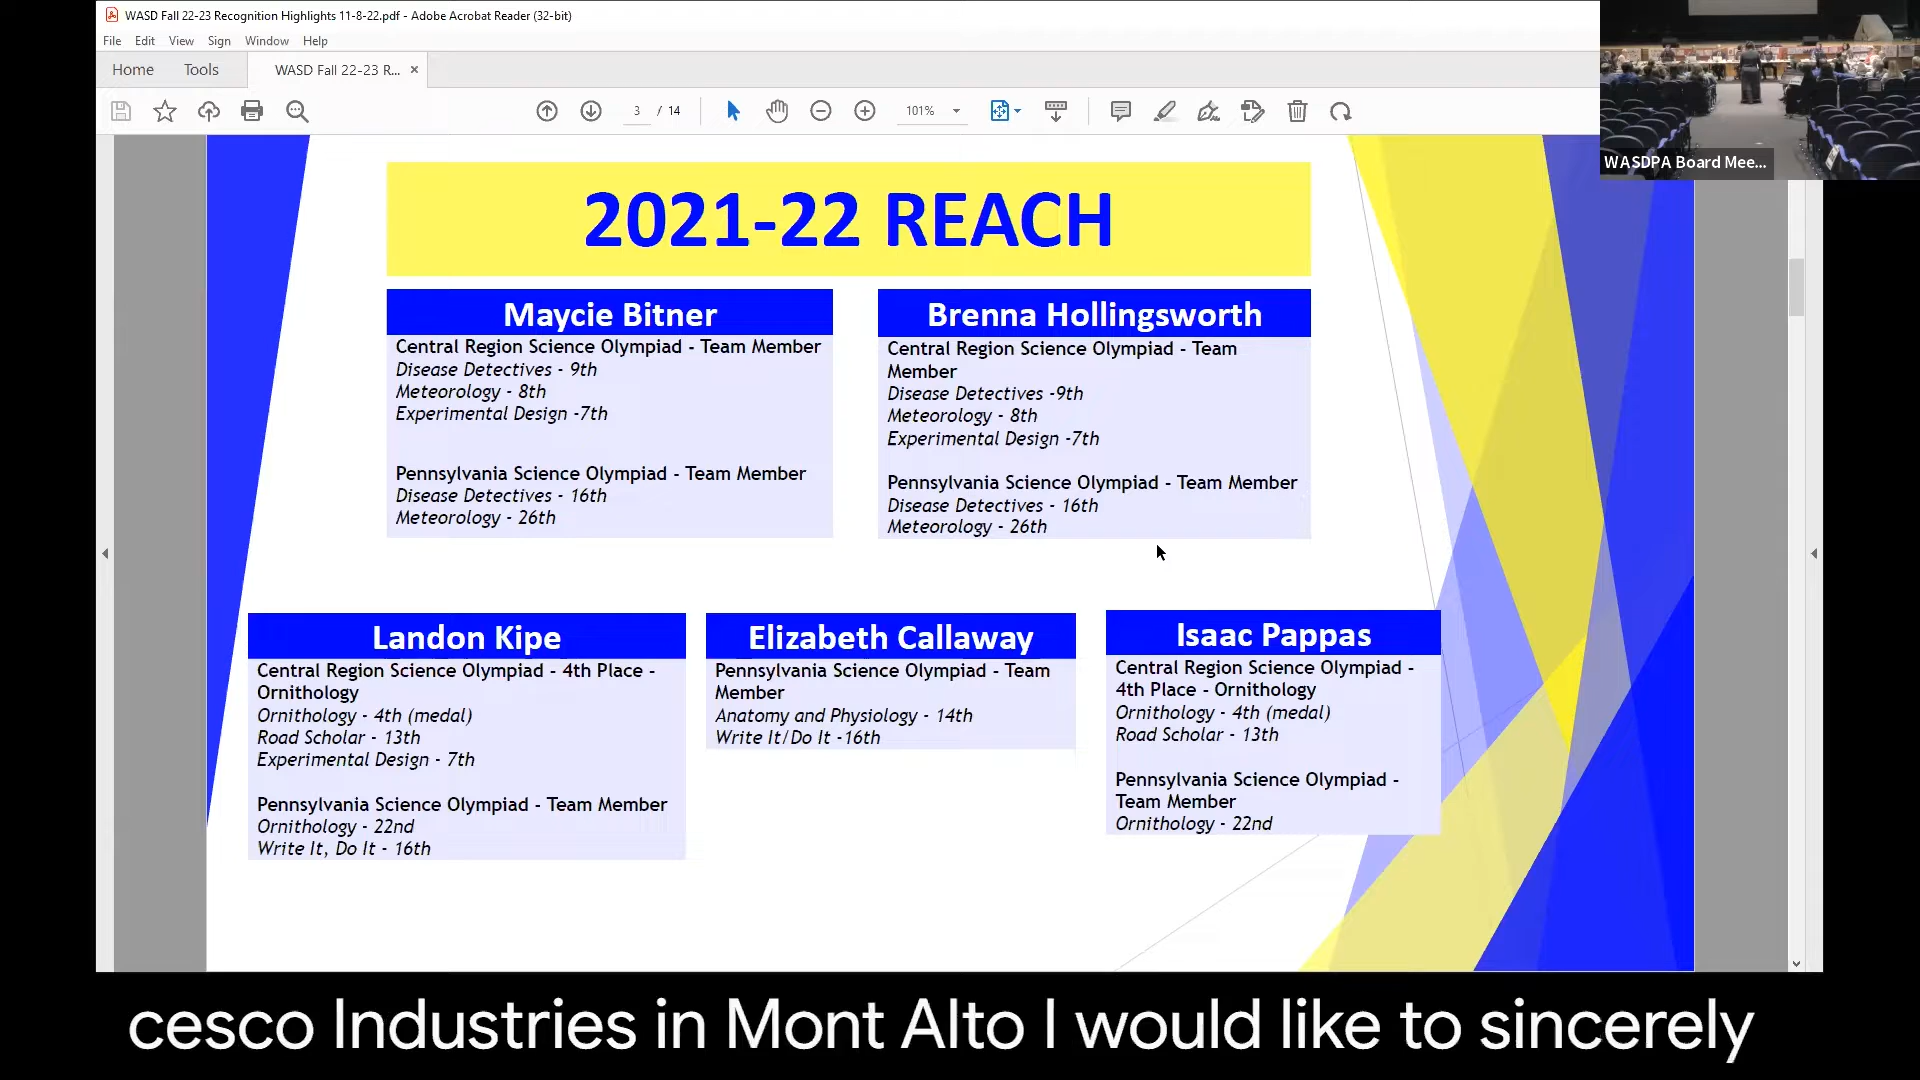 WASD Fall 22-23 Recognition Highlights 11-8-22.pdf - Adobe Acrobat Reader (32-bit)
File Edit View Sign Window Help
Home Tools WASD Fall 22-23 R... ×
3 / 14 101%
WASDPA Board Mee...
2021-22 REACH
Maycie Bitner
Central Region Science Olympiad - Team Member
Disease Detectives - 9th
Meteorology - 8th
Experimental Design -7th
Pennsylvania Science Olympiad - Team Member
Disease Detectives - 16th
Meteorology - 26th
Brenna Hollingsworth
Central Region Science Olympiad - Team
Member
Disease Detectives -9th
Meteorology - 8th
Experimental Design -7th
Pennsylvania Science Olympiad - Team Member
Disease Detectives - 16th
Meteorology - 26th
Landon Kipe
Central Region Science Olympiad - 4th Place -
Ornithology
Ornithology - 4th (medal)
Road Scholar - 13th
Experimental Design - 7th
Pennsylvania Science Olympiad - Team Member
Ornithology - 22nd
Write It, Do It - 16th
Elizabeth Callaway
Pennsylvania Science Olympiad - Team
Member
Anatomy and Physiology - 14th
Write It/Do It -16th
Isaac Pappas
Central Region Science Olympiad -
4th Place - Ornithology
Ornithology - 4th (medal)
Road Scholar - 13th
Pennsylvania Science Olympiad -
Team Member
Ornithology - 22nd
cesco Industries in Mont Alto I would like to sincerely